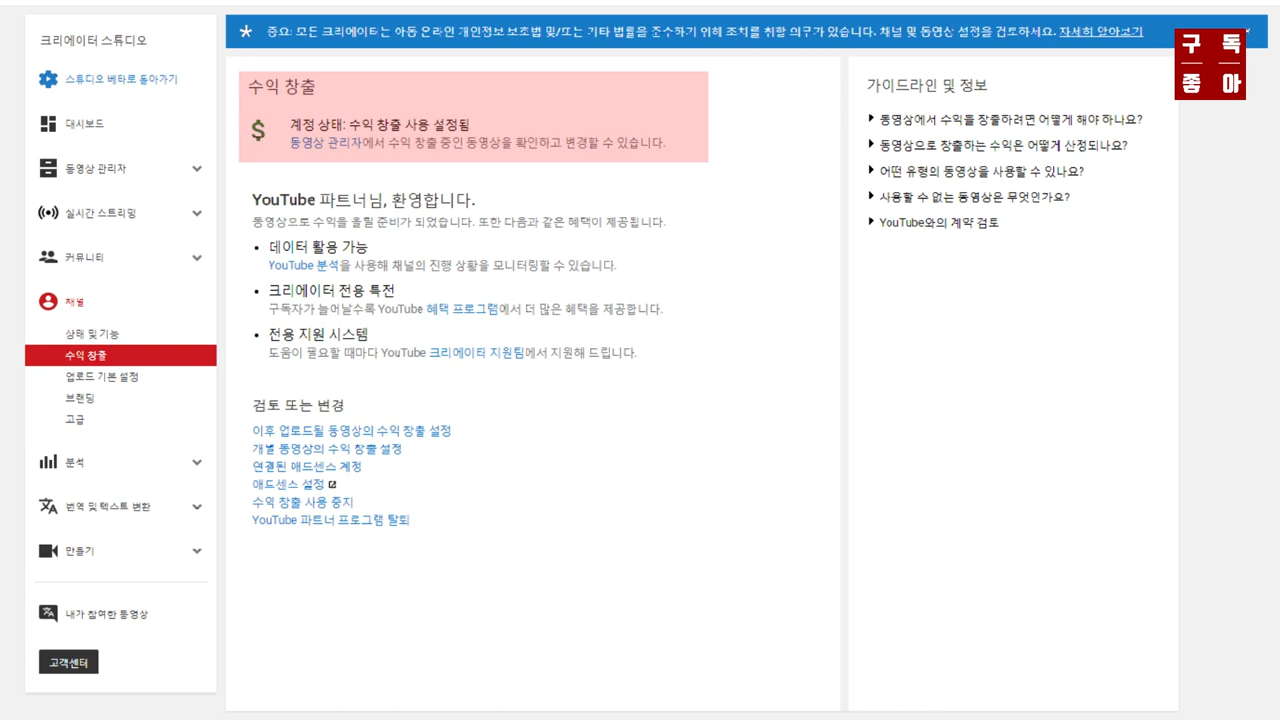 크리에이터 스튜디오
스튜디오 베타로 돌아가기
대시보드
동영상 관리자
실시간 스트리밍
커뮤니티
채널
상태 및 기능
수익 창출
업로드 기본 설정
브랜딩
고급
분석
번역 및 텍스트 변환
만들기
내가 참여한 동영상
고객센터
중요: 모든 크리에이터는 아동 온라인 개인정보 보호법 및/또는 기타 법률을 준수하기 위해 조치를 취할 의무가 있습니다. 채널 및 동영상 설정을 검토하세요. 자세히 알아보기
수익 창출
$
계정 상태: 수익 창출 사용 설정됨
동영상 관리자에서 수익 창출 중인 동영상을 확인하고 변경할 수 있습니다.
YouTube 파트너님, 환영합니다.
동영상으로 수익을 올릴 준비가 되었습니다. 또한 다음과 같은 혜택이 제공됩니다.
• 데이터 활용 가능
YouTube 분석을 사용해 채널의 진행 상황을 모니터링할 수 있습니다.
• 크리에이터 전용 특전
구독자가 늘어날수록 YouTube 혜택 프로그램에서 더 많은 혜택을 제공합니다.
• 전용 지원 시스템
도움이 필요할 때마다 YouTube 크리에이터 지원팀에서 지원해 드립니다.
검토 또는 변경
이후 업로드될 동영상의 수익 창출 설정
개별 동영상의 수익 창출 설정
연결된 애드센스 계정
애드센스 설정
수익 창출 사용 중지
YouTube 파트너 프로그램 탈퇴
가이드라인 및 정보
동영상에서 수익을 창출하려면 어떻게 해야 하나요?
동영상으로 창출하는 수익은 어떻게 산정되나요?
어떤 유형의 동영상을 사용할 수 있나요?
사용할 수 없는 동영상은 무엇인가요?
YouTube와의 계약 검토
구 독
좋 아